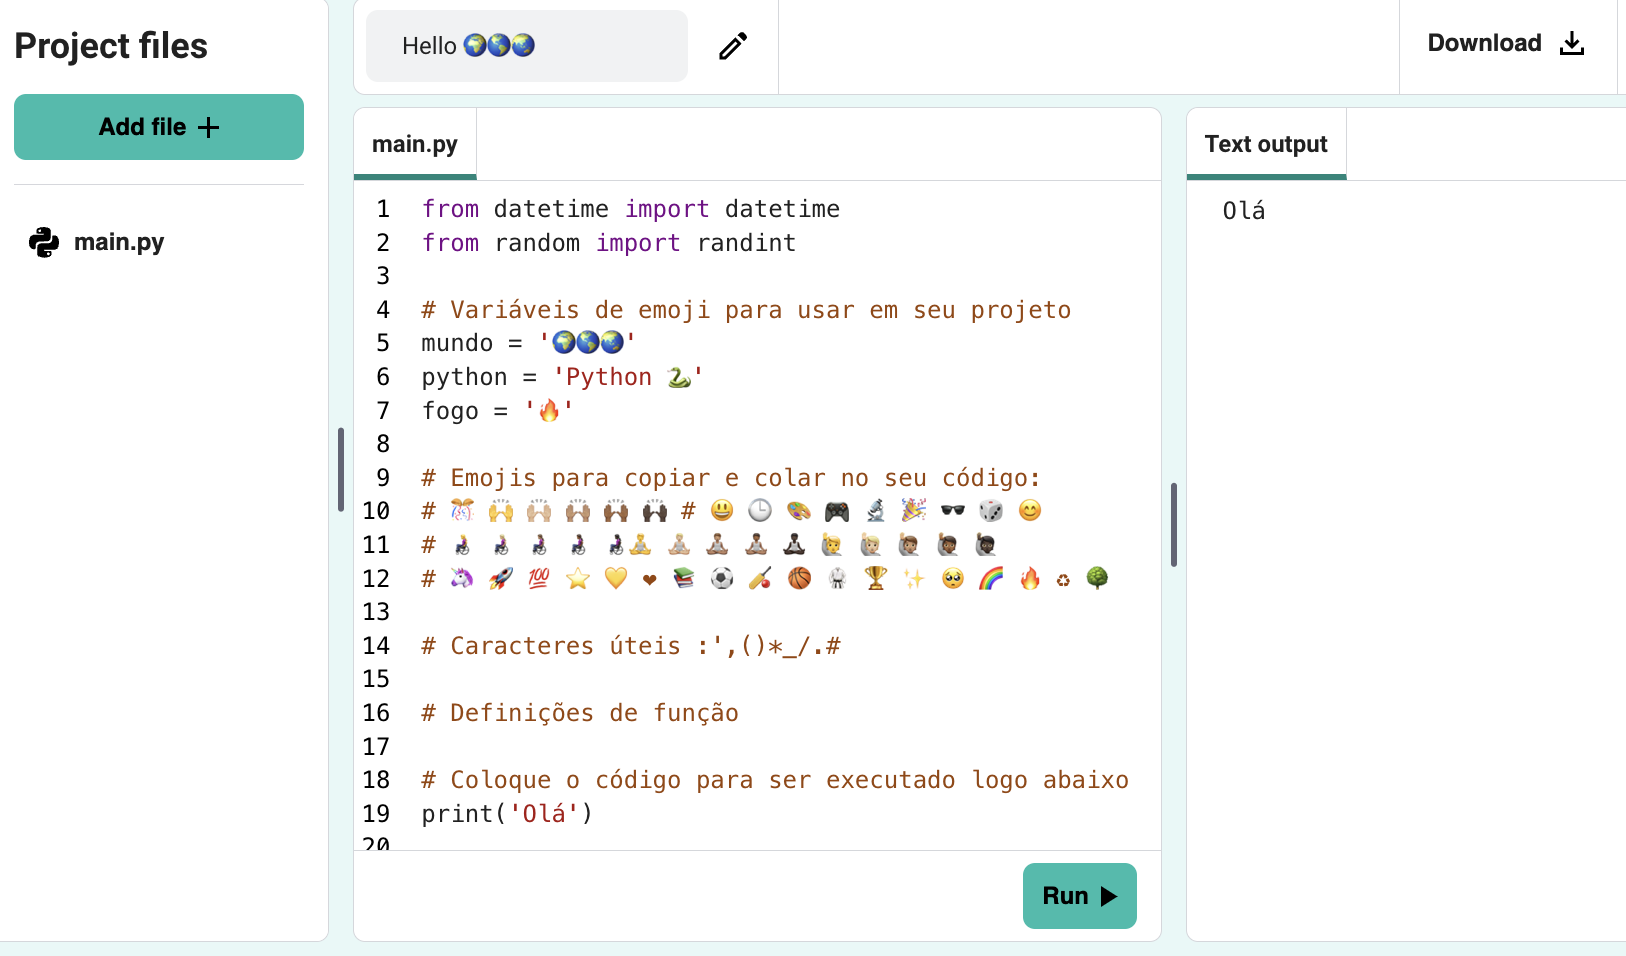 Project files
Add file +
main.py
Hello 🌍🌎🌏
Download
main.py
1 from datetime import datetime
2 from random import randint
3
4 # Variáveis de emoji para usar em seu projeto
5 mundo = '🌍🌎🌏'
6 python = 'Python 🐍'
7 fogo = '🔥'
8
9 # Emojis para copiar e colar no seu código:
10 # 🎊 🙌 🙌🏼 🙌🏽 🙌🏾 🙌🏿 # 😃 🕒 🎨 🎮 🔬 🎉 🕶️ 🎲 😊
11 # 👩‍🦼 👩🏼‍🦼 👩🏽‍🦼 👩🏾‍🦼 👩🏿‍🦼🧘 🧘🏼 🧘🏽 🧘🏾 🧘🏿 🙋 🙋🏼 🙋🏽 🙋🏾 🙋🏿
12 # 🦄 🚀 💯 ⭐ 💛 ❤ 📚 ⚽ 🏏 🏀 🥋 🏆 ✨ 🥺 🌈 🔥 ♻ 🌳
13
14 # Caracteres úteis :',()*_/.#
15
16 # Definições de função
17
18 # Coloque o código para ser executado logo abaixo
19 print('Olá')
20
Run
Text output
Olá